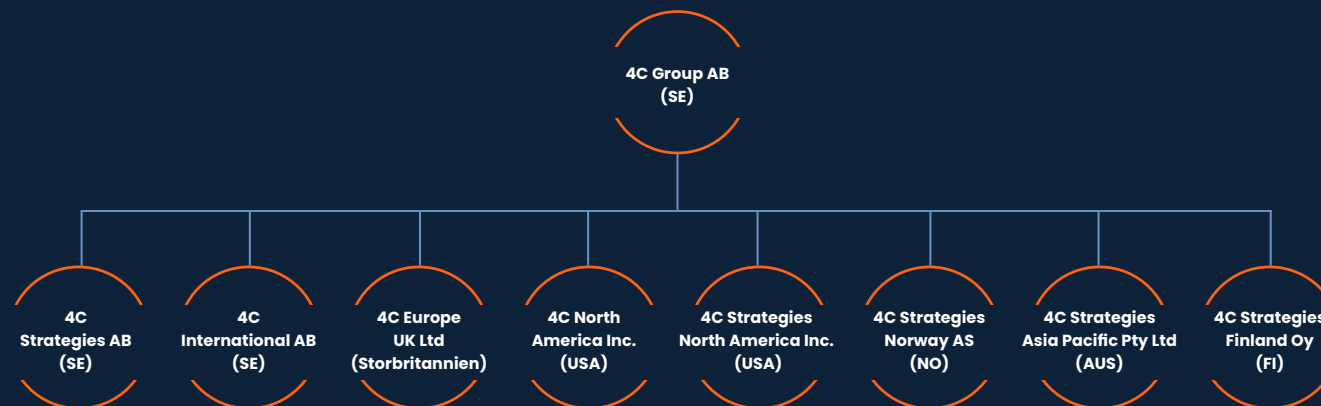 4C Group AB
(SE)
4C
Strategies AB
(SE)
4C
International AB
(SE)
4C Europe
UK Ltd
(Storbritannien)
4C North
America Inc.
(USA)
4C Strategies
North America Inc.
(USA)
4C Strategies
Norway AS
(NO)
4C Strategies
Asia Pacific Pty Ltd
(AUS)
4C Strategies
Finland Oy
(FI)